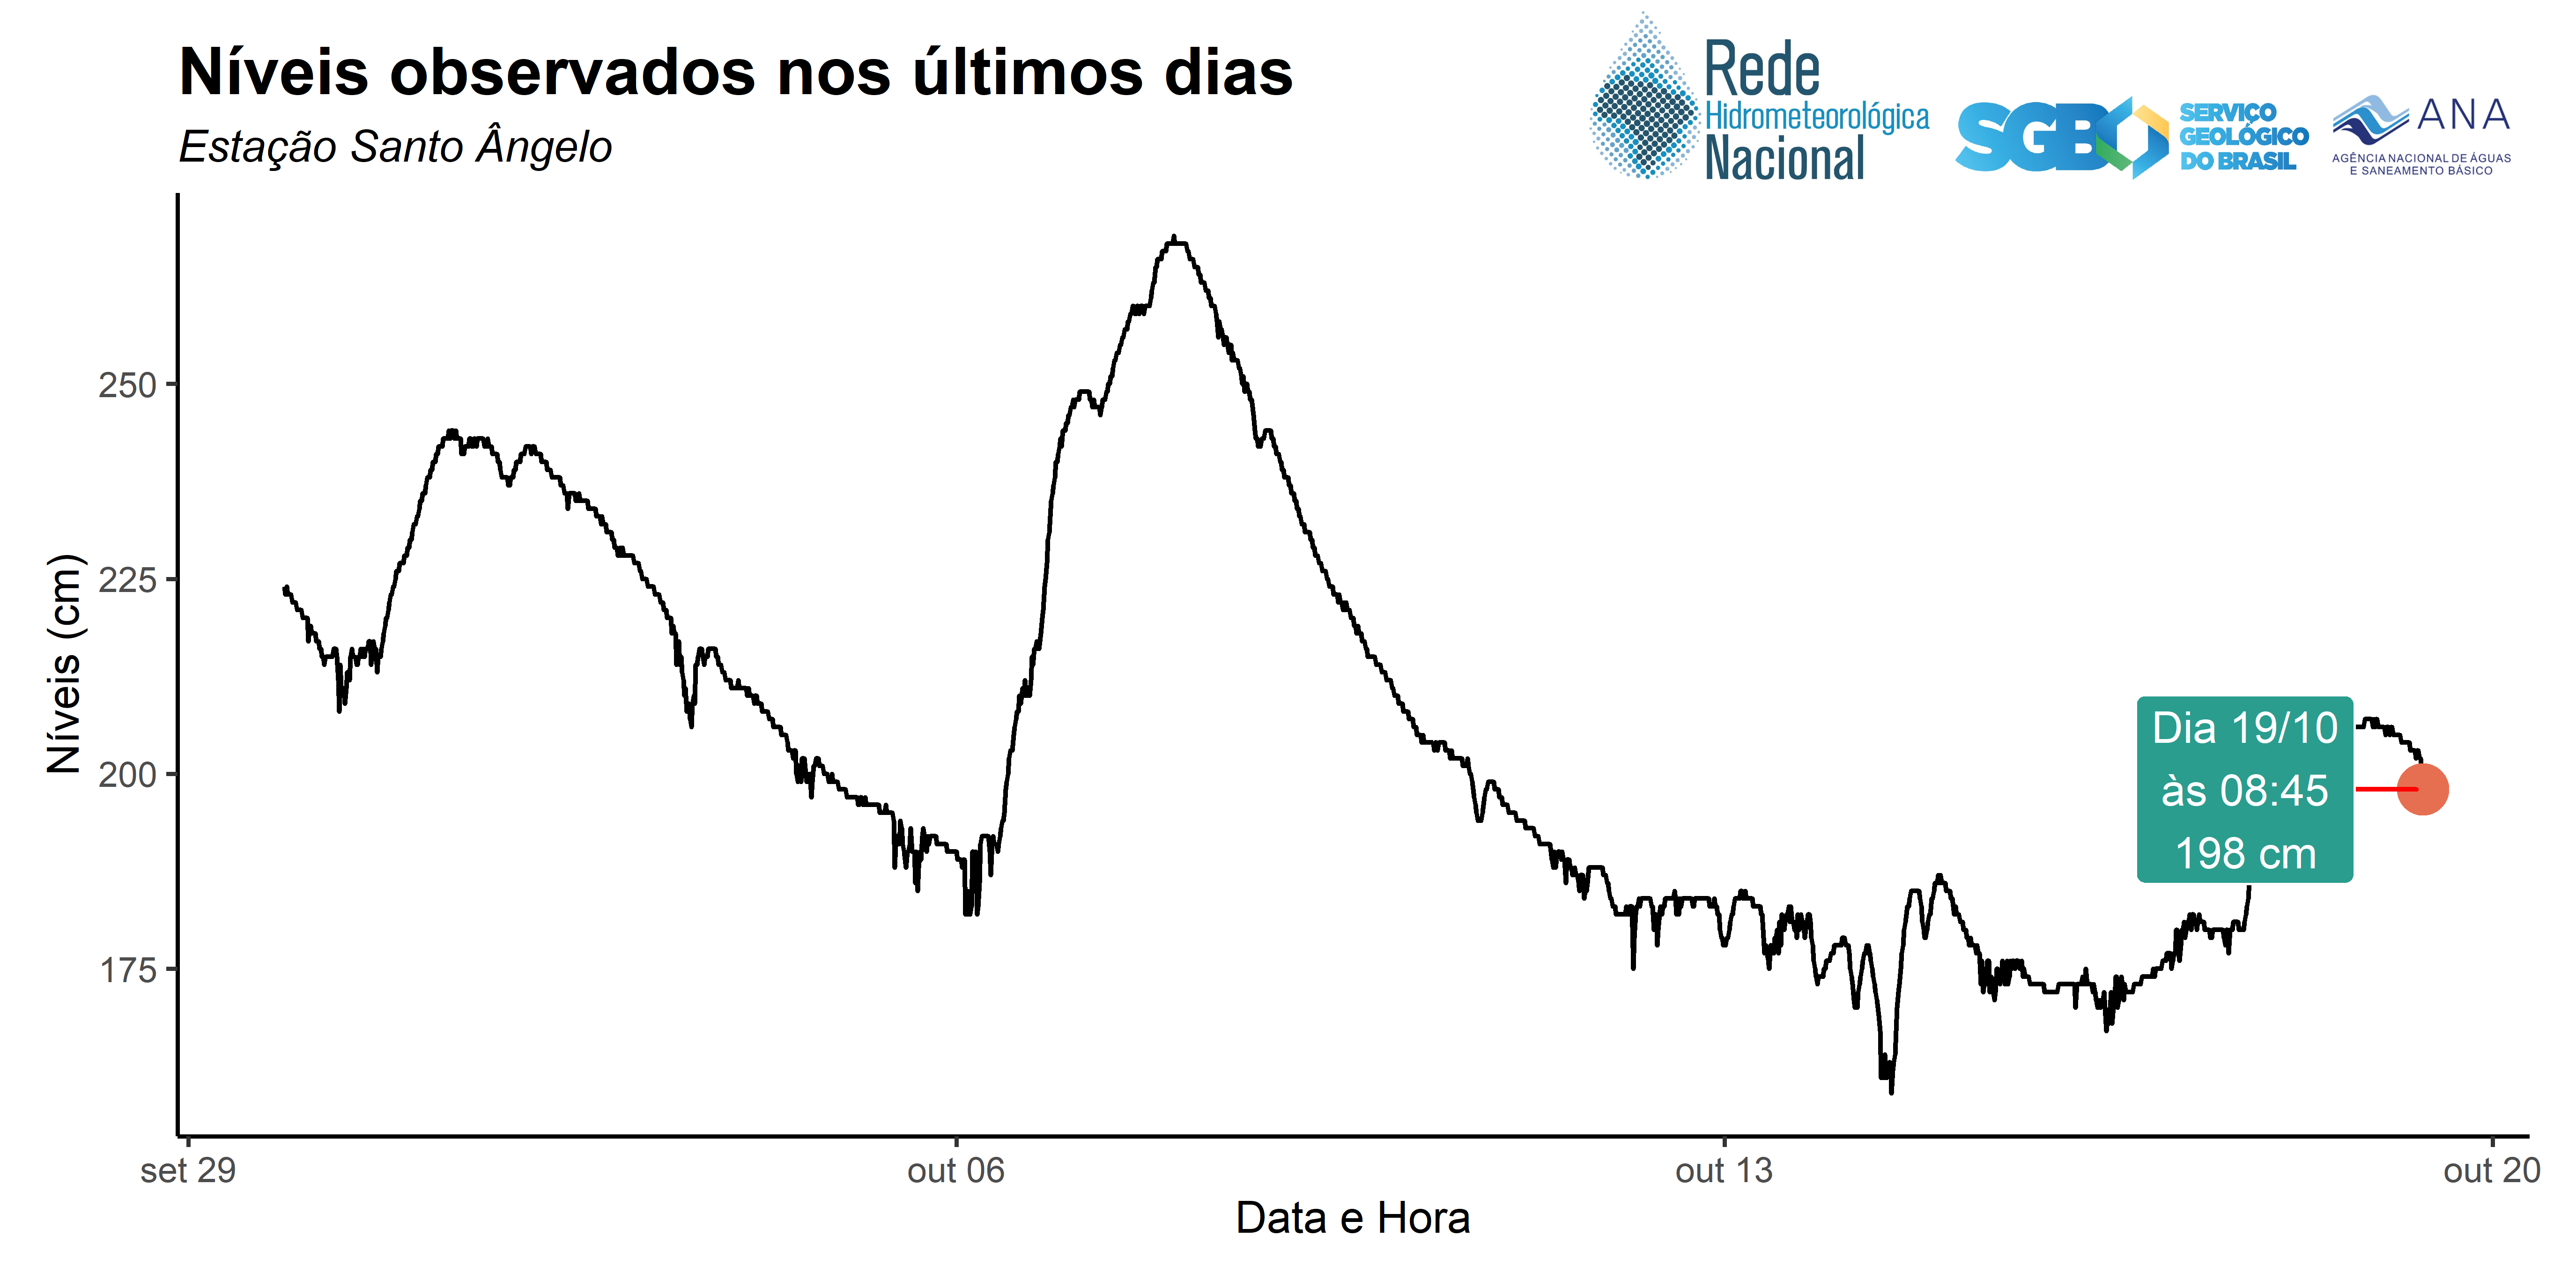 Níveis observados nos últimos dias
Estação Santo Ângelo
Rede
Hidrometeorológica
Nacional
SGB
SERVIÇO
GEOLÓGICO
DO BRASIL
ANA
AGÊNCIA NACIONAL DE ÁGUAS
E SANEAMENTO BÁSICO
Níveis (cm)
250
225
200
175
Dia 19/10
às 08:45
198 cm
set 29
out 06
out 13
out 20
Data e Hora